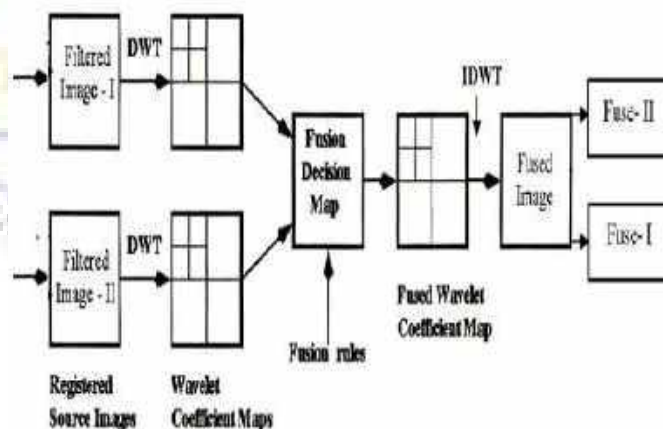 Filtered
Image - I
DWT
Filtered
Image - II
DWT
Registered
Source Images
Wavelet
Coefficient Maps
Fusion
Decision
Map
Fusion rules
Fused Wavelet
Coefficient Map
IDWT
Fused
Image
Fuse- II
Fuse- I